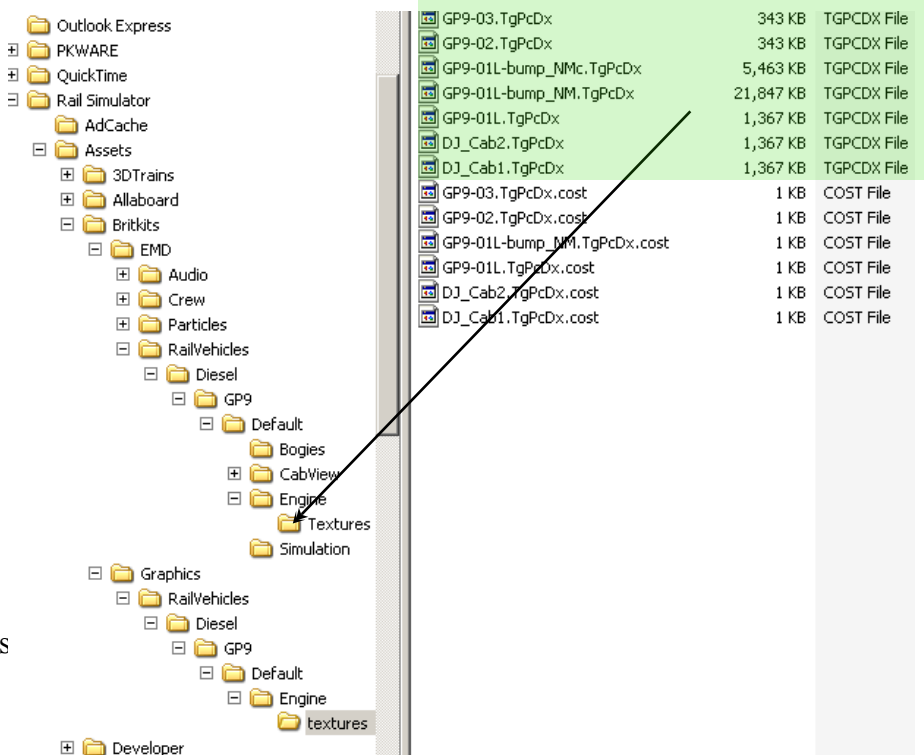 Outlook Express
PKWARE
QuickTime
Rail Simulator
AdCache
Assets
3DTrains
Allaboard
Britkits
EMD
Audio
Crew
Particles
RailVehicles
Diesel
GP9
Default
Bogies
CabView
Engine
Textures
Simulation
Graphics
RailVehicles
Diesel
GP9
Default
Engine
textures
Developer
s
GP9-03.TgPcDx 343 KB TGPCDX File
GP9-02.TgPcDx 343 KB TGPCDX File
GP9-01L-bump_NMc.TgPcDx 5,463 KB TGPCDX File
GP9-01L-bump_NM.TgPcDx 21,847 KB TGPCDX File
GP9-01L.TgPcDx 1,367 KB TGPCDX File
DJ_Cab2.TgPcDx 1,367 KB TGPCDX File
DJ_Cab1.TgPcDx 1,367 KB TGPCDX File
GP9-03.TgPcDx.cost 1 KB COST File
GP9-02.TgPcDx.cost 1 KB COST File
GP9-01L-bump_NM.TgPcDx.cost 1 KB COST File
GP9-01L.TgPcDx.cost 1 KB COST File
DJ_Cab2.TgPcDx.cost 1 KB COST File
DJ_Cab1.TgPcDx.cost 1 KB COST File